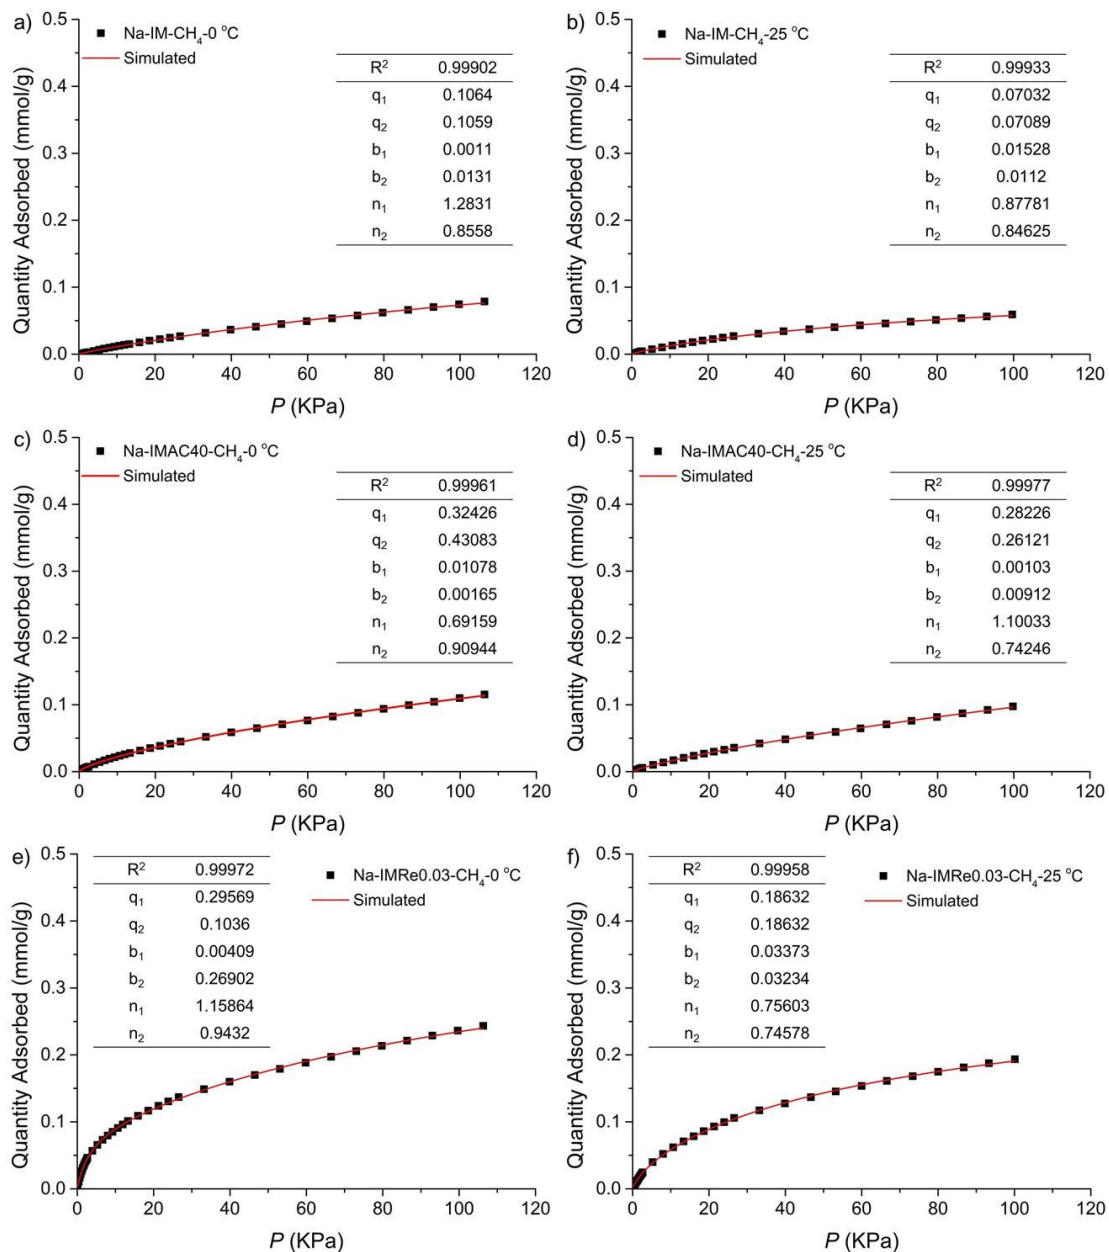 a)
Na-IM-CH4-0 °C
Simulated
R2 0.99902
q1 0.1064
q2 0.1059
b1 0.0011
b2 0.0131
n1 1.2831
n2 0.8558
Quantity Adsorbed (mmol/g)
0.5
0.4
0.3
0.2
0.1
0.0
0 20 40 60 80 100 120
P (KPa)
b)
Na-IM-CH4-25 °C
Simulated
R2 0.99933
q1 0.07032
q2 0.07089
b1 0.01528
b2 0.0112
n1 0.87781
n2 0.84625
Quantity Adsorbed (mmol/g)
0.5
0.4
0.3
0.2
0.1
0.0
0 20 40 60 80 100 120
P (KPa)
c)
Na-IMAC40-CH4-0 °C
Simulated
R2 0.99961
q1 0.32426
q2 0.43083
b1 0.01078
b2 0.00165
n1 0.69159
n2 0.90944
Quantity Adsorbed (mmol/g)
0.5
0.4
0.3
0.2
0.1
0.0
0 20 40 60 80 100 120
P (KPa)
d)
Na-IMAC40-CH4-25 °C
Simulated
R2 0.99977
q1 0.28226
q2 0.26121
b1 0.00103
b2 0.00912
n1 1.10033
n2 0.74246
Quantity Adsorbed (mmol/g)
0.5
0.4
0.3
0.2
0.1
0.0
0 20 40 60 80 100 120
P (KPa)
e)
R2 0.99972
q1 0.29569
q2 0.1036
b1 0.00409
b2 0.26902
n1 1.15864
n2 0.9432
Na-IMRe0.03-CH4-0 °C
Simulated
Quantity Adsorbed (mmol/g)
0.5
0.4
0.3
0.2
0.1
0.0
0 20 40 60 80 100 120
P (KPa)
f)
R2 0.99958
q1 0.18632
q2 0.18632
b1 0.03373
b2 0.03234
n1 0.75603
n2 0.74578
Na-IMRe0.03-CH4-25 °C
Simulated
Quantity Adsorbed (mmol/g)
0.5
0.4
0.3
0.2
0.1
0.0
0 20 40 60 80 100 120
P (KPa)